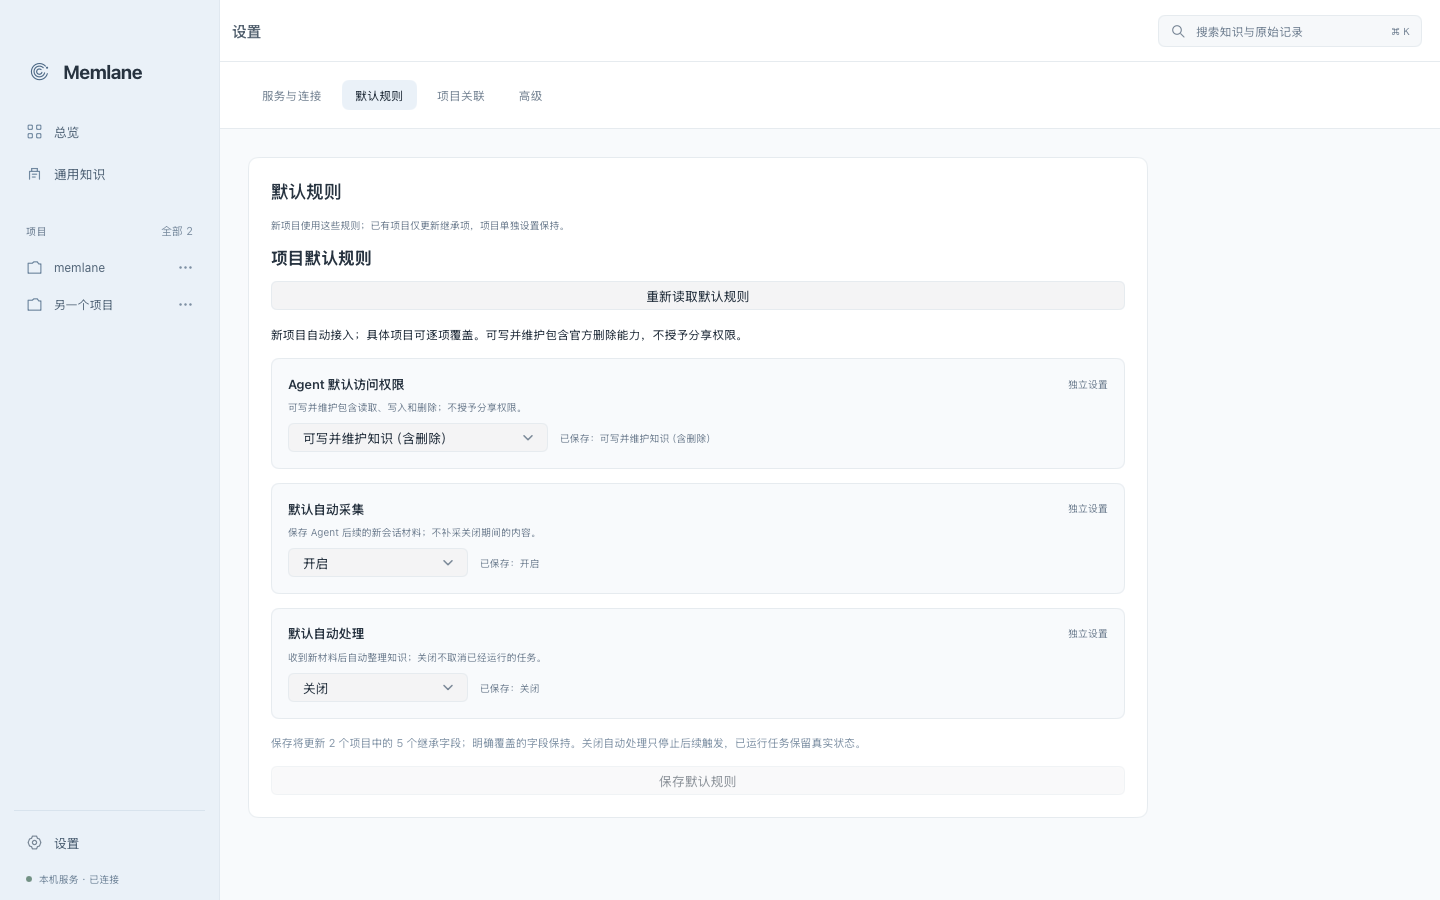 设置
搜索知识与原始记录
⌘ K
Memlane
总览
通用知识
项目
全部 2
memlane
另一个项目
设置
本机服务 · 已连接
服务与连接
默认规则
项目关联
高级
默认规则
新项目使用这些规则；已有项目仅更新继承项，项目单独设置保持。
项目默认规则
重新读取默认规则
新项目自动接入；具体项目可逐项覆盖。可写并维护包含官方删除能力，不授予分享权限。
Agent 默认访问权限
独立设置
可写并维护包含读取、写入和删除；不授予分享权限。
可写并维护知识 (含删除)
已保存：可写并维护知识 (含删除)
默认自动采集
独立设置
保存 Agent 后续的新会话材料；不补采关闭期间的内容。
开启
已保存：开启
默认自动处理
独立设置
收到新材料后自动整理知识；关闭不取消已经运行的任务。
关闭
已保存：关闭
保存将更新 2 个项目中的 5 个继承字段；明确覆盖的字段保持。关闭自动处理只停止后续触发，已运行任务保留真实状态。
保存默认规则